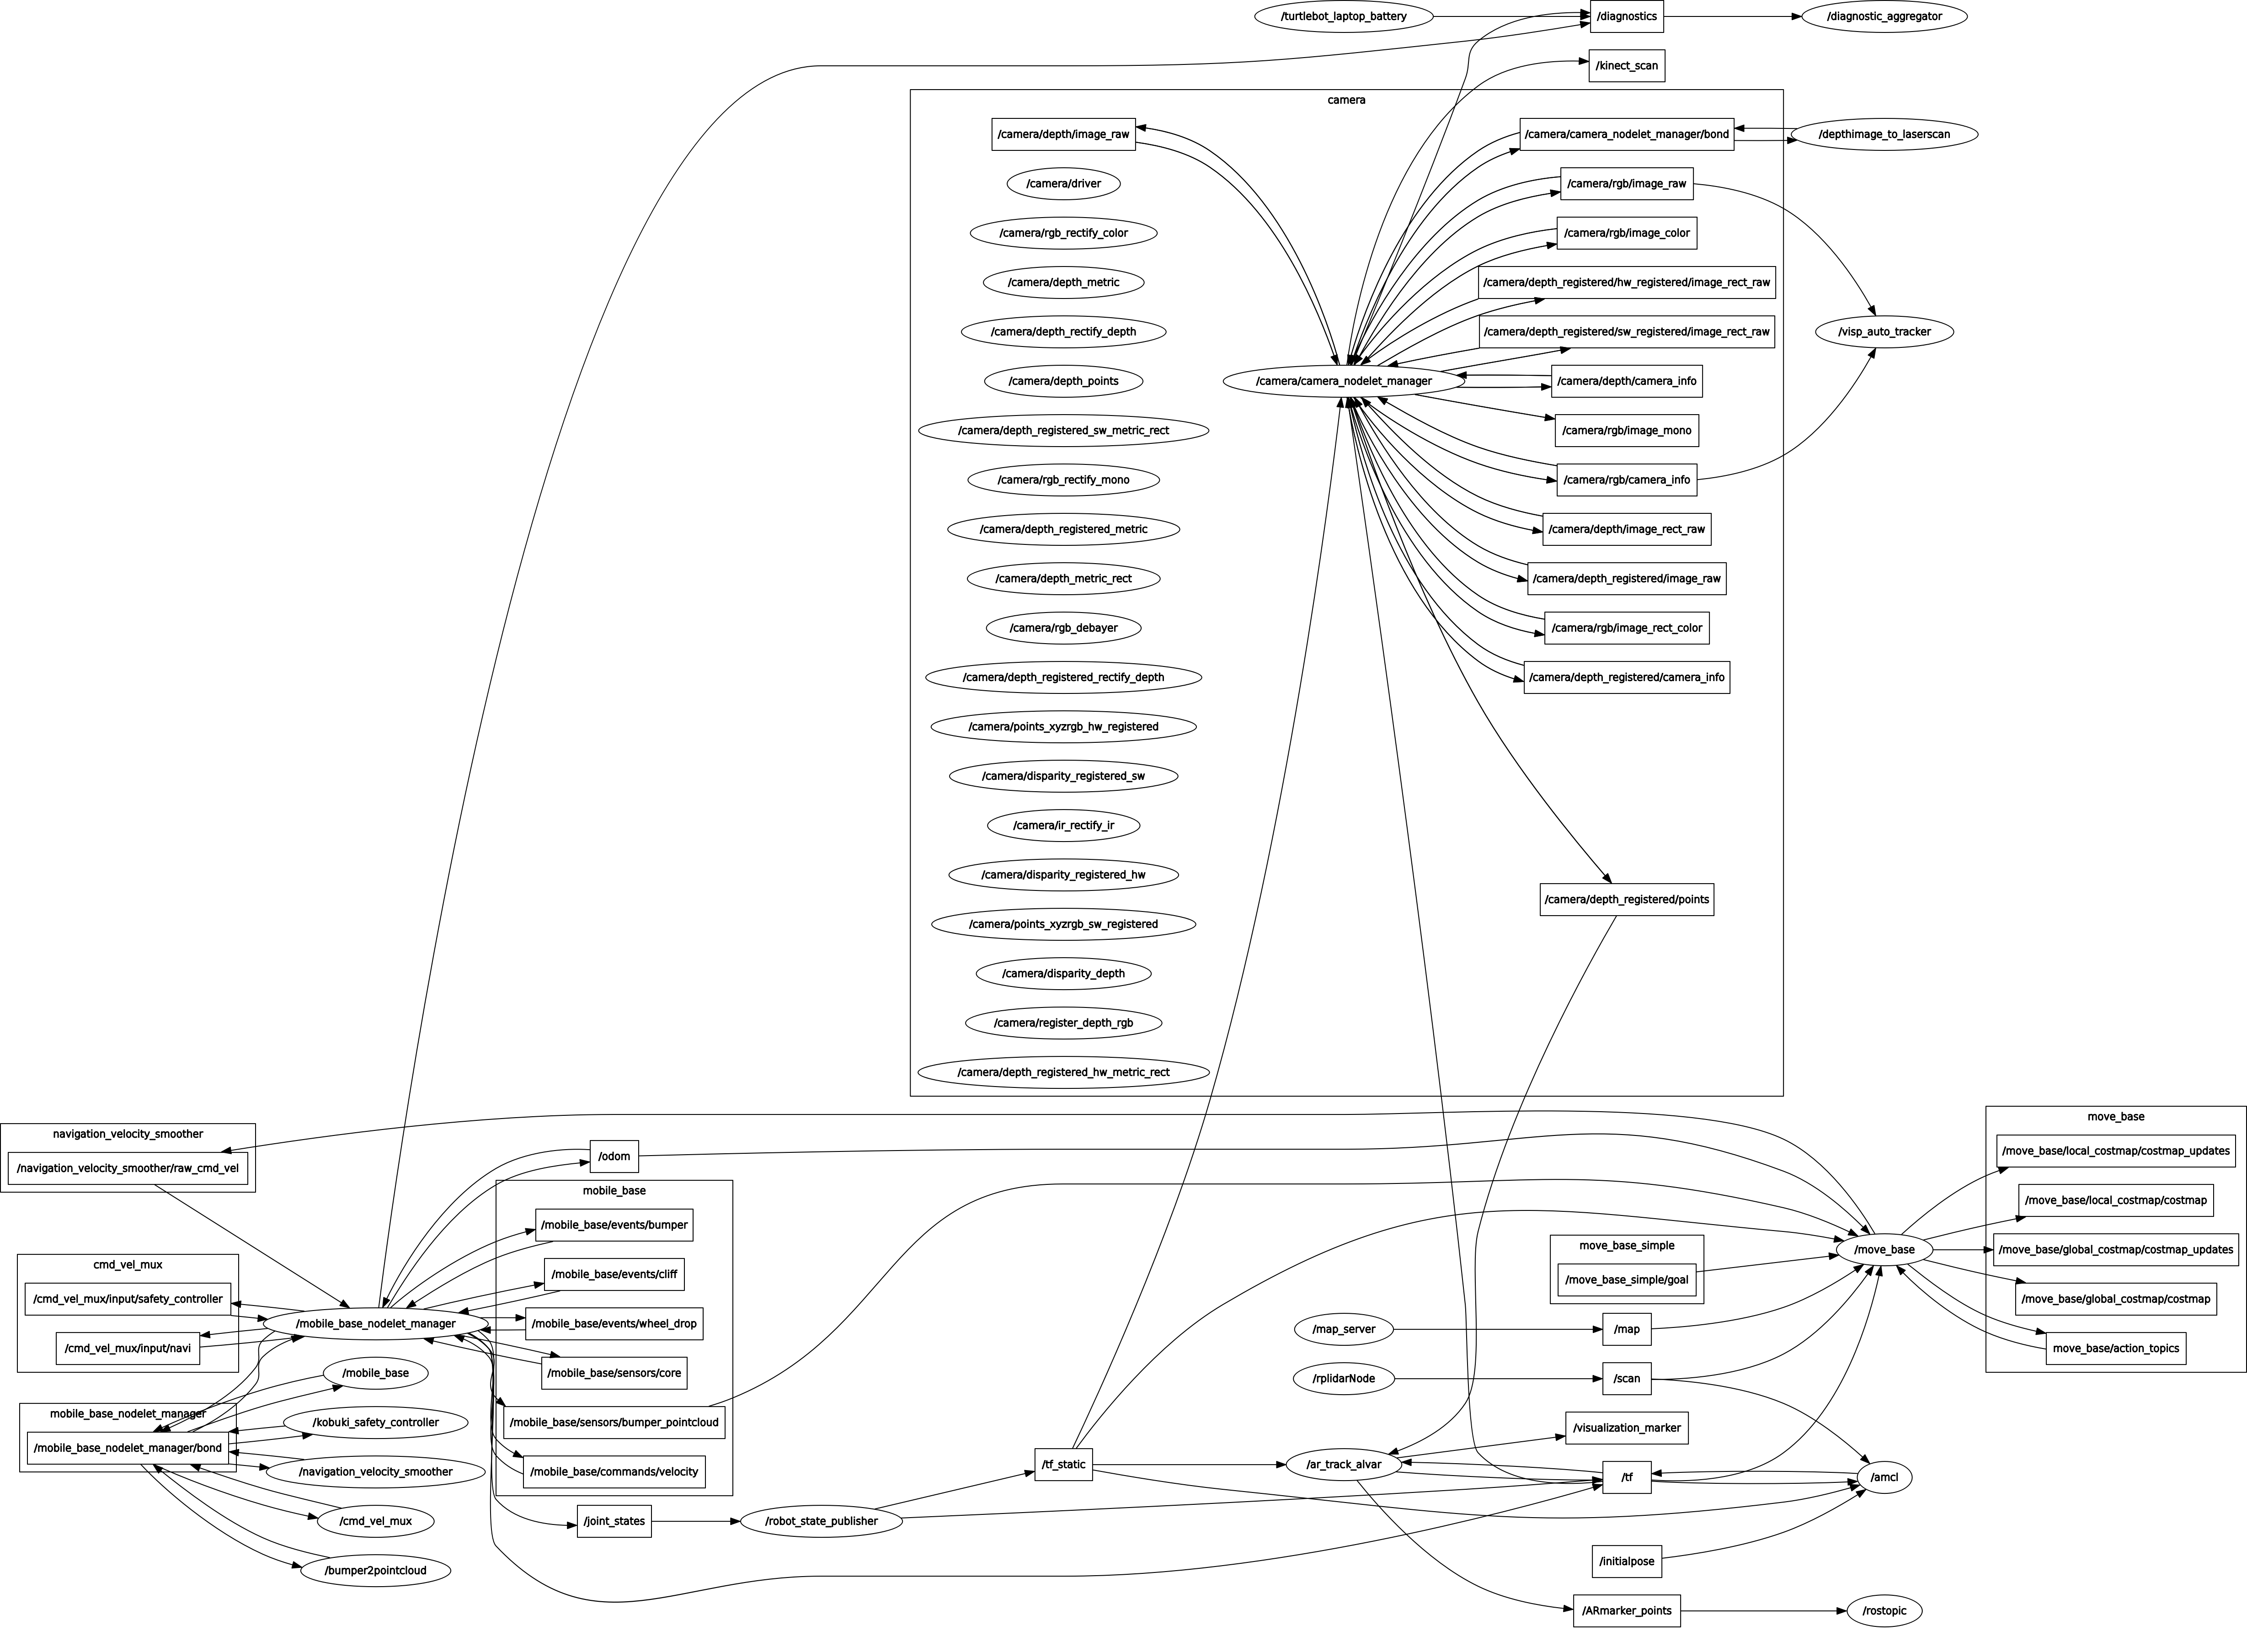 /turtlebot_laptop_battery
/diagnostics
/diagnostic_aggregator
/kinect_scan
camera
/camera/depth/image_raw
/camera/camera_nodelet_manager/bond
/depthimage_to_laserscan
/camera/driver
/camera/rgb/image_raw
/camera/rgb_rectify_color
/camera/rgb/image_color
/camera/depth_metric
/camera/depth_registered/hw_registered/image_rect_raw
/camera/depth_rectify_depth
/camera/depth_registered/sw_registered/image_rect_raw
/visp_auto_tracker
/camera/depth_points
/camera/camera_nodelet_manager
/camera/depth/camera_info
/camera/depth_registered_sw_metric_rect
/camera/rgb/image_mono
/camera/rgb_rectify_mono
/camera/rgb/camera_info
/camera/depth_registered_metric
/camera/depth/image_rect_raw
/camera/depth_metric_rect
/camera/depth_registered/image_raw
/camera/rgb_debayer
/camera/rgb/image_rect_color
/camera/depth_registered_rectify_depth
/camera/depth_registered/camera_info
/camera/points_xyzrgb_hw_registered
/camera/disparity_registered_sw
/camera/ir_rectify_ir
/camera/disparity_registered_hw
/camera/depth_registered/points
/camera/points_xyzrgb_sw_registered
/camera/disparity_depth
/camera/register_depth_rgb
/camera/depth_registered_hw_metric_rect
navigation_velocity_smoother
/navigation_velocity_smoother/raw_cmd_vel
/odom
move_base
/move_base/local_costmap/costmap_updates
mobile_base
/mobile_base/events/bumper
/move_base/local_costmap/costmap
cmd_vel_mux
/cmd_vel_mux/input/safety_controller
/mobile_base/events/cliff
move_base_simple
/move_base_simple/goal
/move_base
/move_base/global_costmap/costmap_updates
/move_base/global_costmap/costmap
/mobile_base_nodelet_manager
/mobile_base/events/wheel_drop
/map_server
/map
/cmd_vel_mux/input/navi
move_base/action_topics
/mobile_base
/mobile_base/sensors/core
/rplidarNode
/scan
mobile_base_nodelet_manager
/kobuki_safety_controller
/mobile_base/sensors/bumper_pointcloud
/visualization_marker
/mobile_base_nodelet_manager/bond
/navigation_velocity_smoother
/mobile_base/commands/velocity
/tf_static
/ar_track_alvar
/tf
/amcl
/cmd_vel_mux
/joint_states
/robot_state_publisher
/initialpose
/bumper2pointcloud
/ARmarker_points
/rostopic